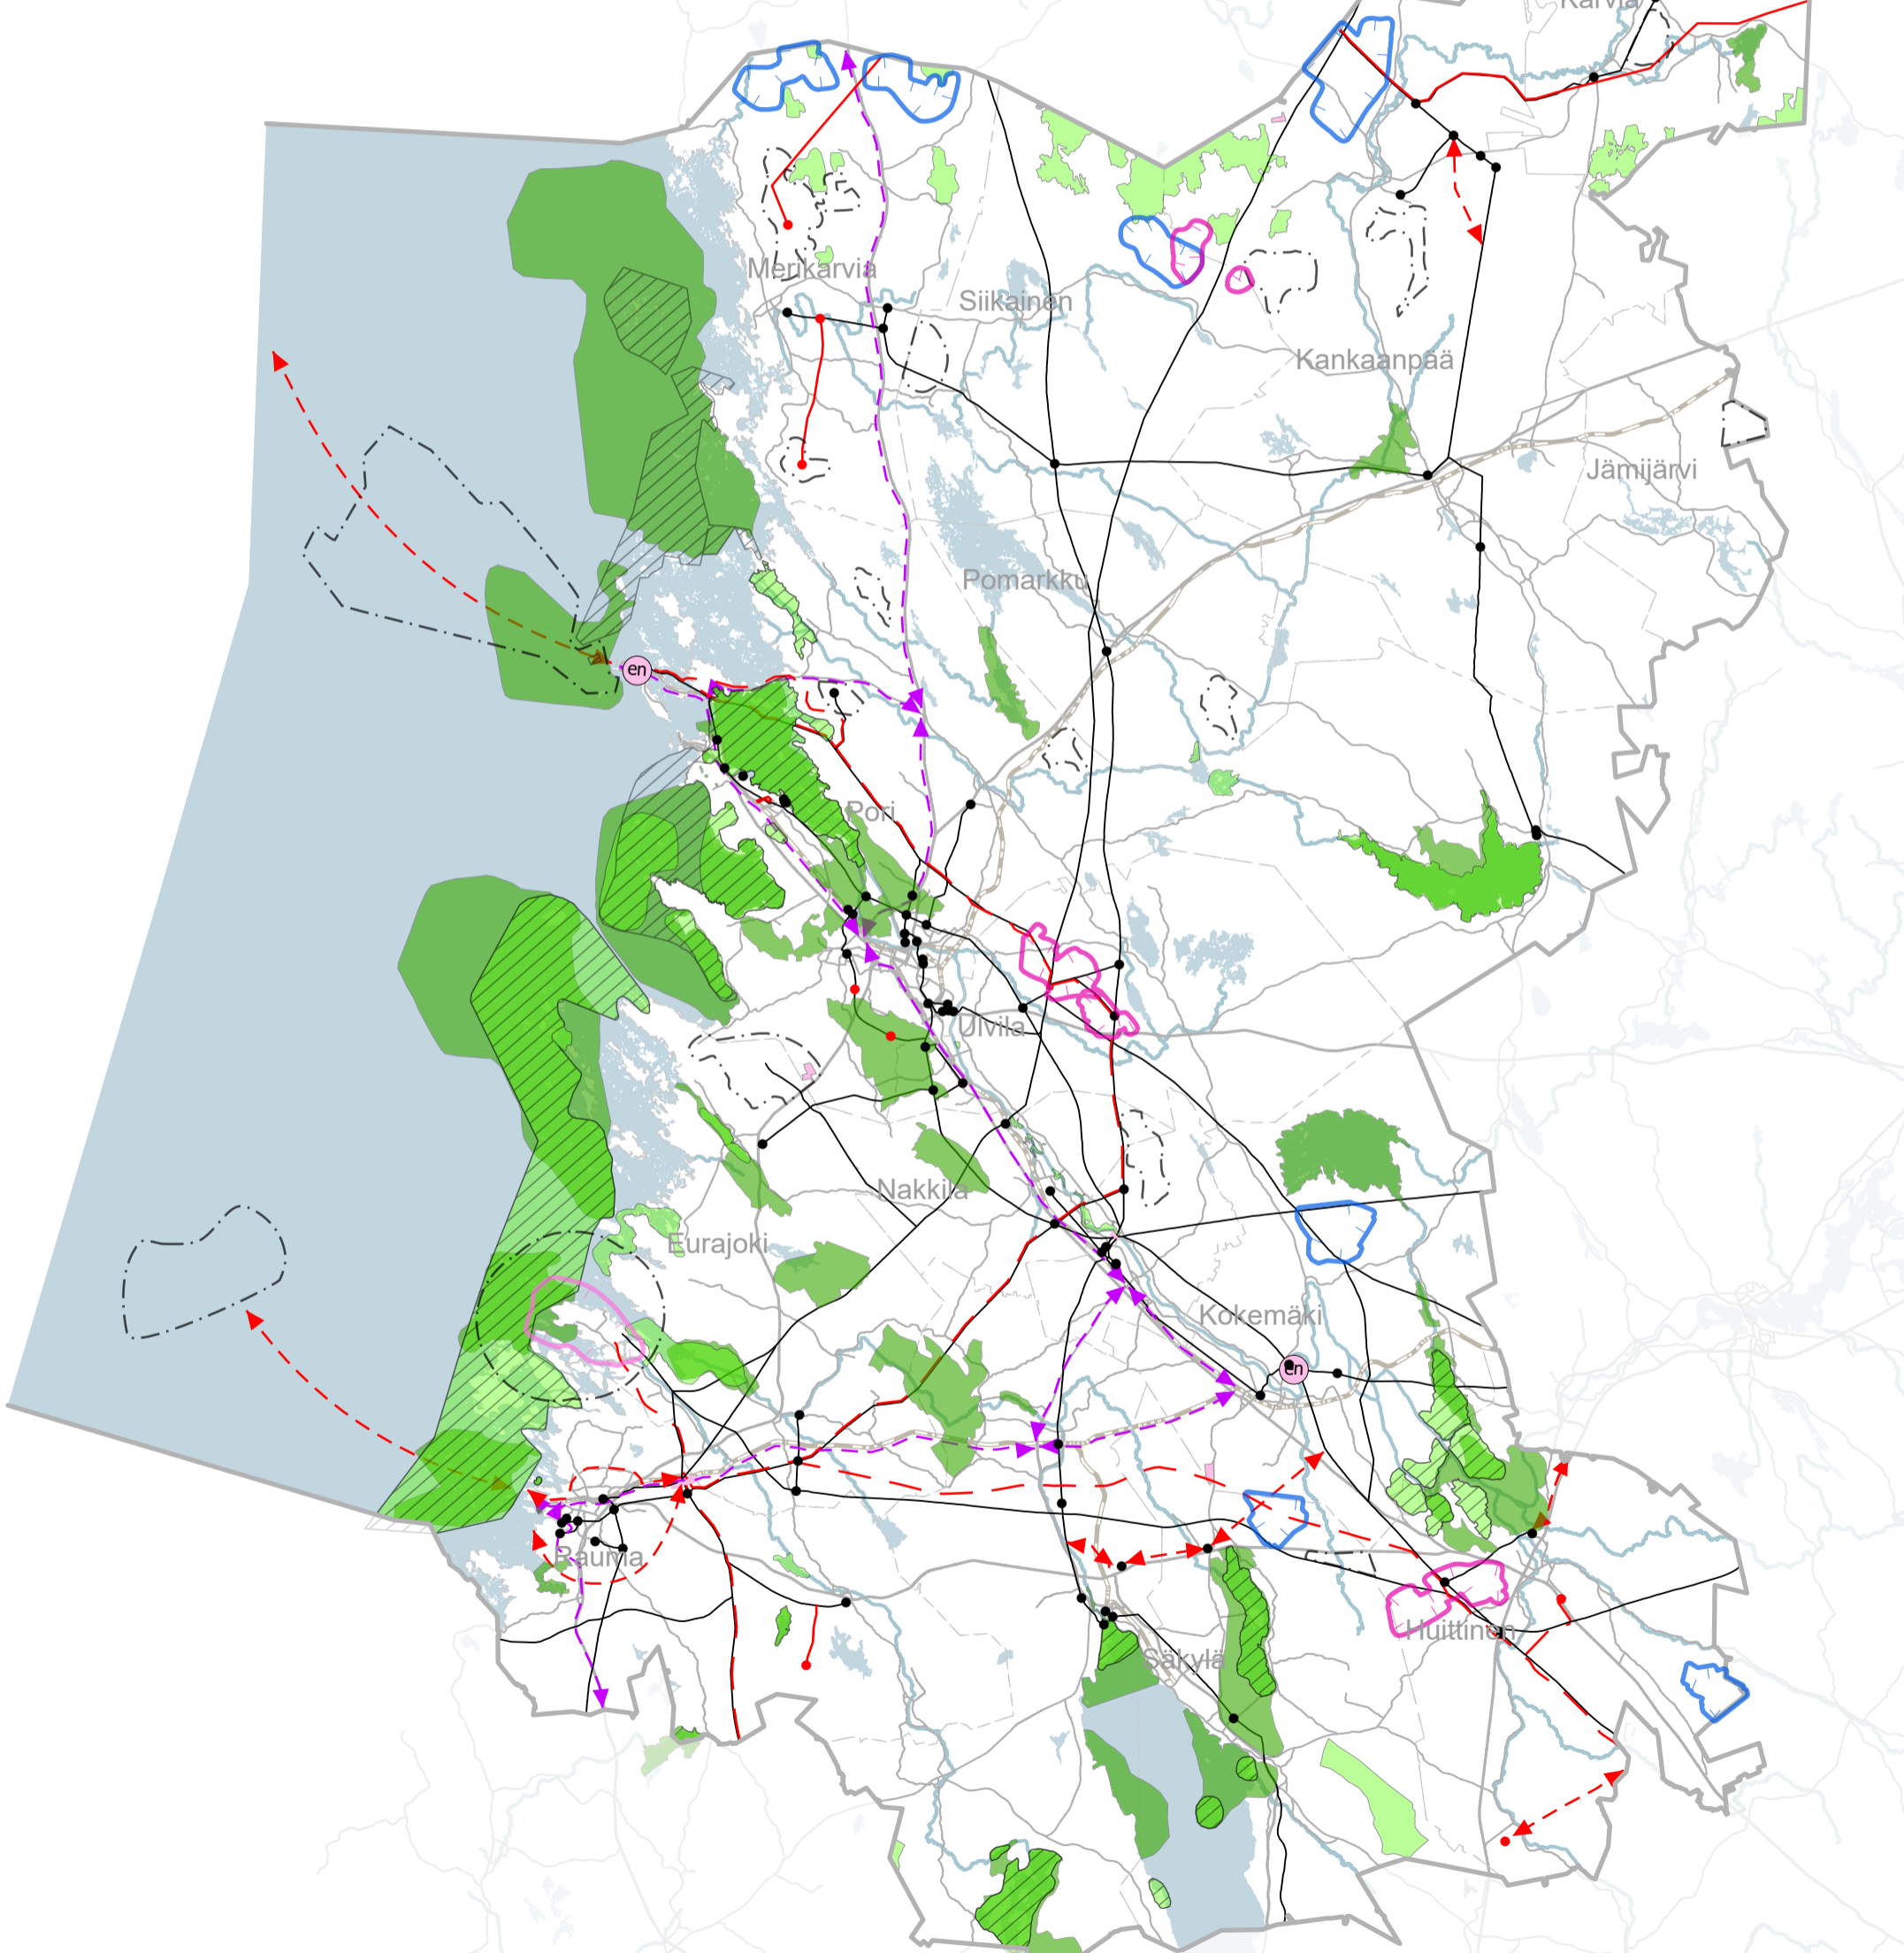 Karvia
Merikarvia
Siikainen
Kankaanpää
Jämijärvi
Pomarkku
en
Pori
Ulvila
Nakkila
Eurajoki
Kokemäki
en
Rauma
Huittinen
Säkylä